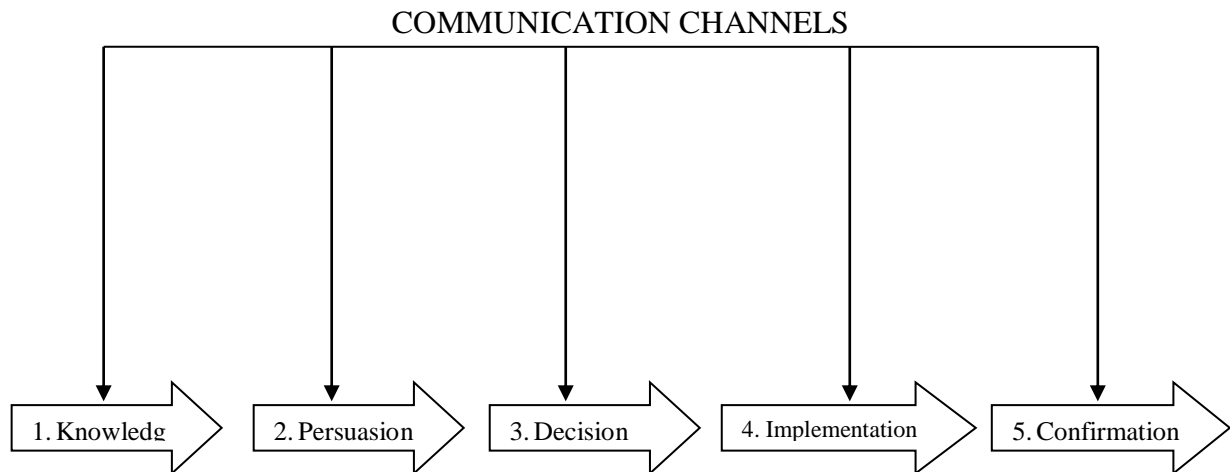 COMMUNICATION CHANNELS
1. Knowledg
2. Persuasion
3. Decision
4. Implementation
5. Confirmation